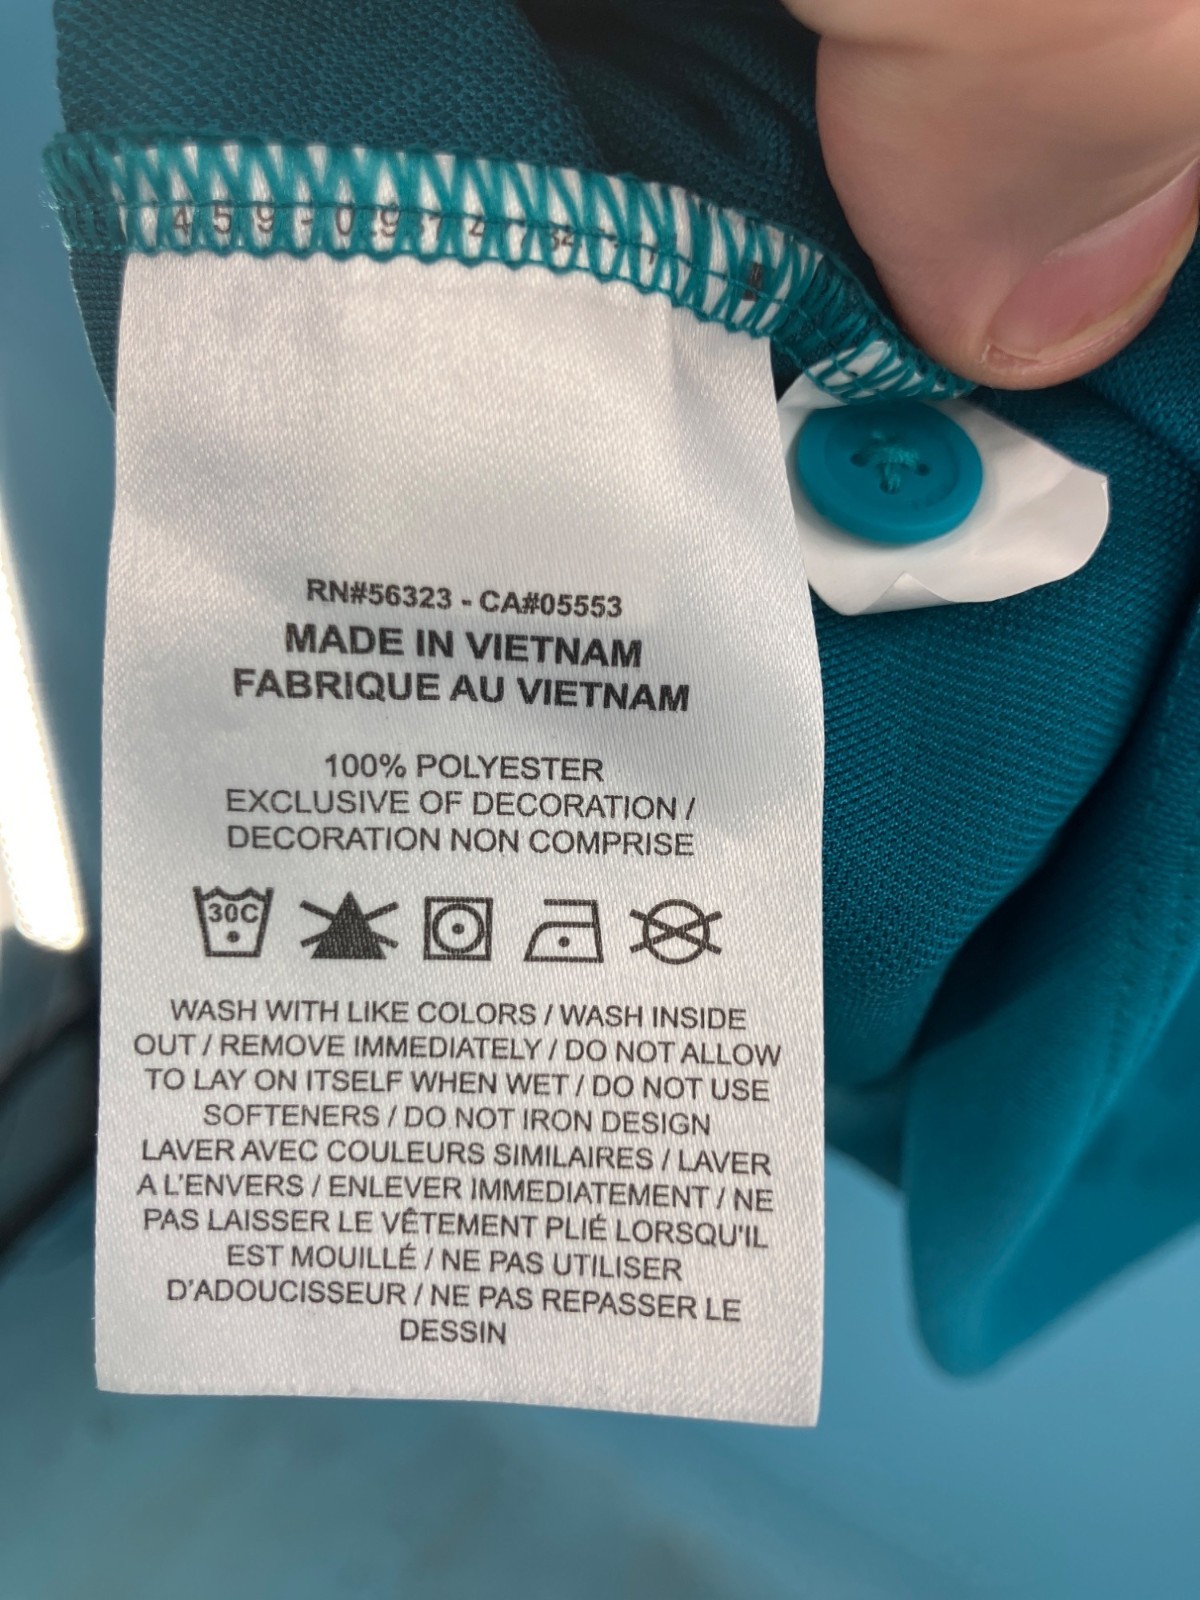 RN#56323 - CA#05553
MADE IN VIETNAM
FABRIQUE AU VIETNAM
100% POLYESTER
EXCLUSIVE OF DECORATION /
DECORATION NON COMPRISE
30C
WASH WITH LIKE COLORS / WASH INSIDE
OUT / REMOVE IMMEDIATELY / DO NOT ALLOW
TO LAY ON ITSELF WHEN WET / DO NOT USE
SOFTENERS / DO NOT IRON DESIGN
LAVER AVEC COULEURS SIMILAIRES / LAVER
A L'ENVERS / ENLEVER IMMEDIATEMENT / NE
PAS LAISSER LE VÊTEMENT PLIÉ LORSQU'IL
EST MOUILLÉ / NE PAS UTILISER
D'ADOUCISSEUR / NE PAS REPASSER LE
DESSIN